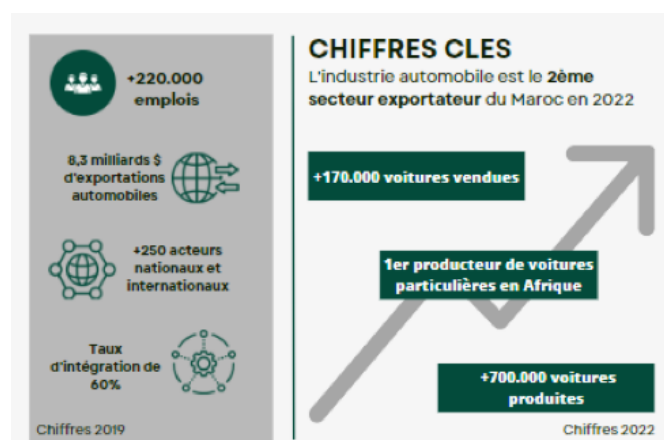 +220.000
emplois
8,3 milliards $
d'exportations
automobiles
+250 acteurs
nationaux et
internationaux
Taux
d'intégration de
60%
Chiffres 2019
CHIFFRES CLES
L'industrie automobile est le 2ème
secteur exportateur du Maroc en 2022
+170.000 voitures vendues
1er producteur de voitures
particulières en Afrique
+700.000 voitures
produites
Chiffres 2022